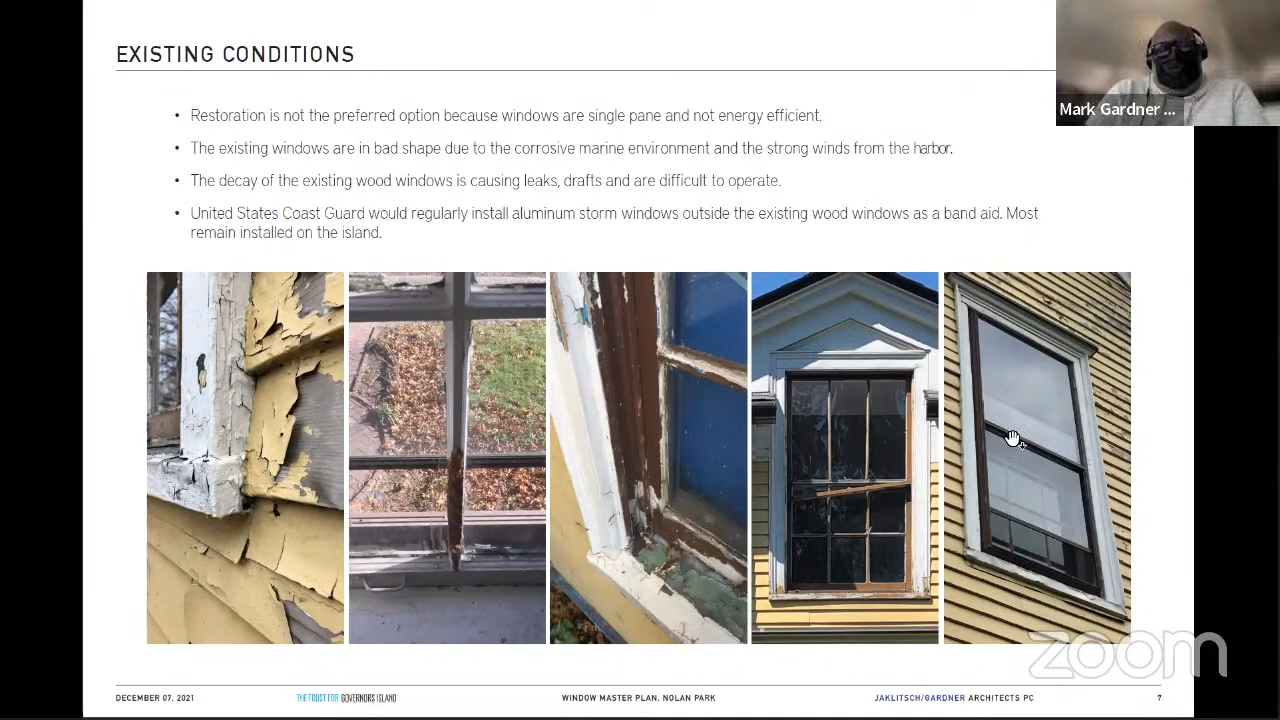 EXISTING CONDITIONS
Mark Gardner ...
• Restoration is not the preferred option because windows are single pane and not energy efficient.
• The existing windows are in bad shape due to the corrosive marine environment and the strong winds from the harbor.
• The decay of the existing wood windows is causing leaks, drafts and are difficult to operate.
• United States Coast Guard would regularly install aluminum storm windows outside the existing wood windows as a band aid. Most
remain installed on the island.
zoom
DECEMBER 07, 2021 THE TRUST FOR GOVERNORS ISLAND WINDOW MASTER PLAN, NOLAN PARK JAKLITSCH/GARDNER ARCHITECTS PC 7